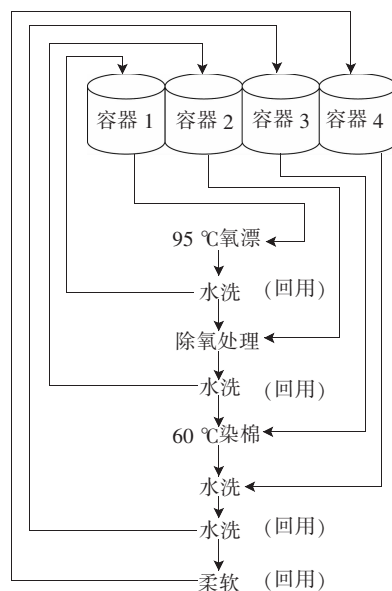 容器 1 容器 2 容器 3 容器 4
95 ℃氧漂
水洗 (回用)
除氧处理
水洗 (回用)
60 ℃染棉
水洗
水洗 (回用)
柔软 (回用)